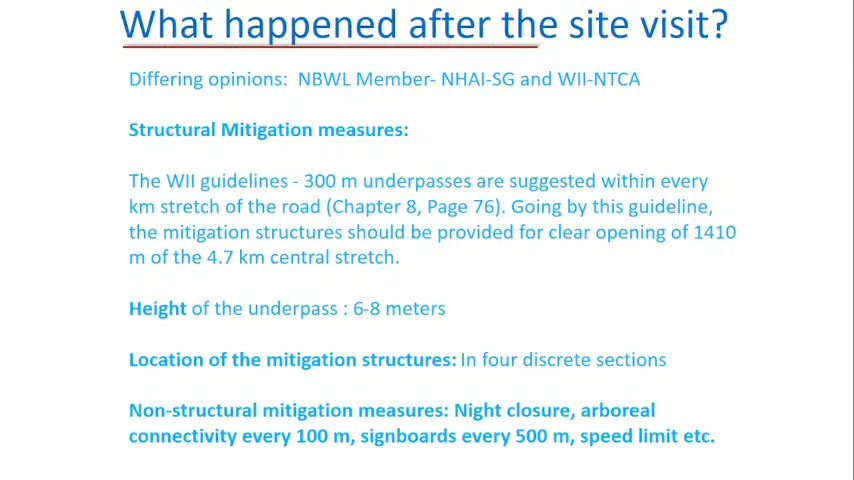 What happened after the site visit?
Differing opinions: NBWL Member- NHAI-SG and WII-NTCA
Structural Mitigation measures:
The WII guidelines - 300 m underpasses are suggested within every
km stretch of the road (Chapter 8, Page 76). Going by this guideline,
the mitigation structures should be provided for clear opening of 1410
m of the 4.7 km central stretch.
Height of the underpass : 6-8 meters
Location of the mitigation structures: In four discrete sections
Non-structural mitigation measures: Night closure, arboreal
connectivity every 100 m, signboards every 500 m, speed limit etc.